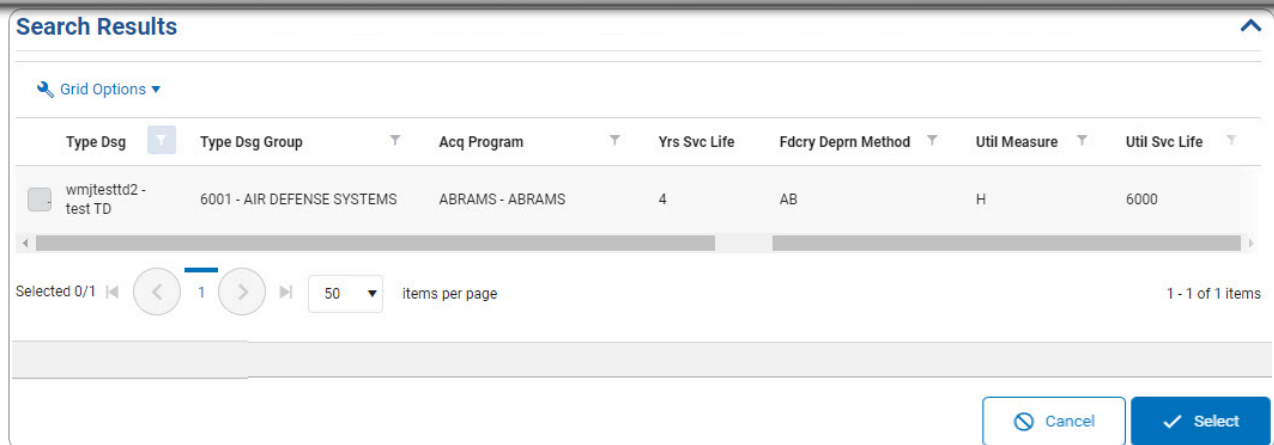 Search Results
Grid Options
Type Dsg Type Dsg Group Acq Program Yrs Svc Life Fdcry Deprn Method Util Measure Util Svc Life
wmjtesttd2 -
test TD 6001 - AIR DEFENSE SYSTEMS ABRAMS - ABRAMS 4 AB H 6000
Selected 0/1 1 50 items per page 1 - 1 of 1 items
Cancel Select